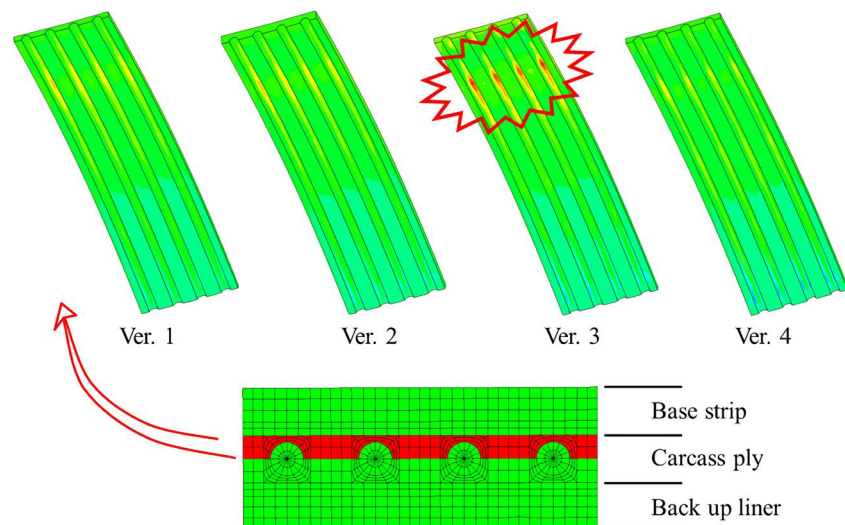 Ver. 1
Ver. 2
Ver. 3
Ver. 4
Base strip
Carcass ply
Back up liner